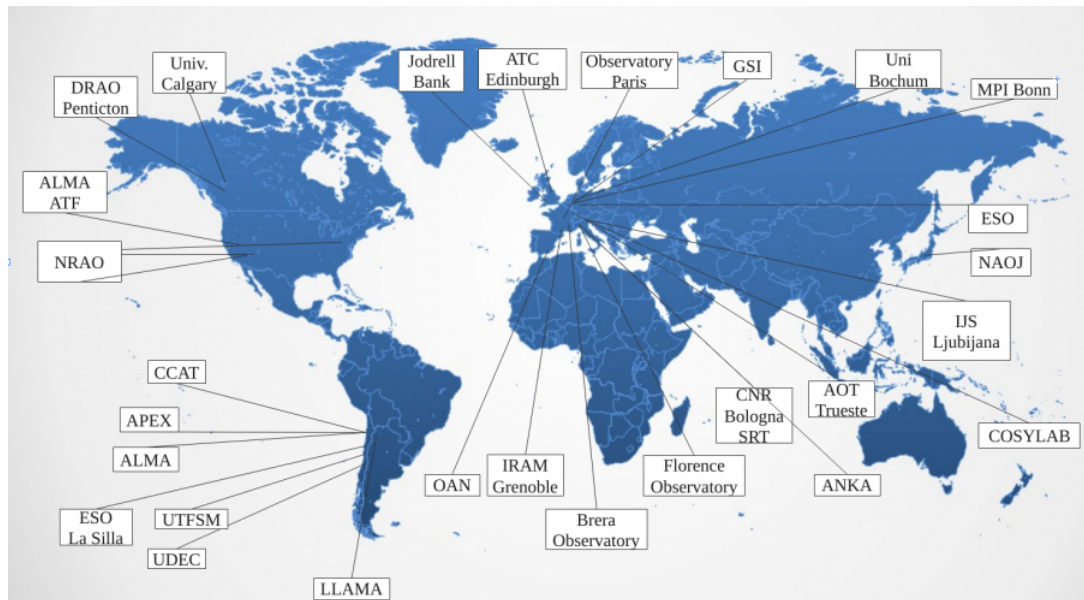 Univ.
Calgary
DRAO
Penticton
ALMA
ATF
NRAO
Jodrell
Bank
ATC
Edinburgh
Observatory
Paris
GSI
Uni
Bochum
MPI Bonn
ESO
NAOJ
IJS
Ljubijana
CCAT
APEX
ALMA
ESO
La Silla
UTFSM
UDEC
LLAMA
OAN
IRAM
Grenoble
Brera
Observatory
Florence
Observatory
CNR
Bologna
SRT
AOT
Trueste
ANKA
COSYLAB